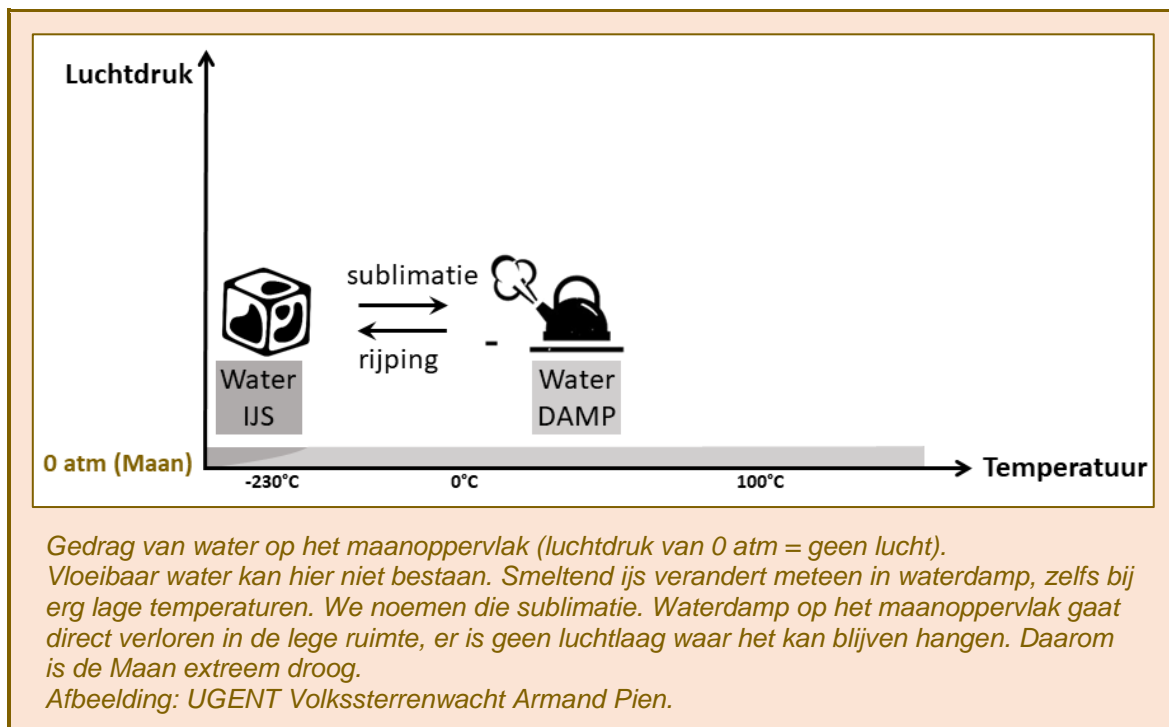 Luchtdruk
sublimatie
rijping
-
Water
IJS
Water
DAMP
0 atm (Maan)
-230°C
0°C
100°C
Temperatuur
Gedrag van water op het maanoppervlak (luchtdruk van 0 atm = geen lucht).
Vloeibaar water kan hier niet bestaan. Smeltend ijs verandert meteen in waterdamp, zelfs bij
erg lage temperaturen. We noemen die sublimatie. Waterdamp op het maanoppervlak gaat
direct verloren in de lege ruimte, er is geen luchtlaag waar het kan blijven hangen. Daarom
is de Maan extreem droog.
Afbeelding: UGENT Volkssterrenwacht Armand Pien.